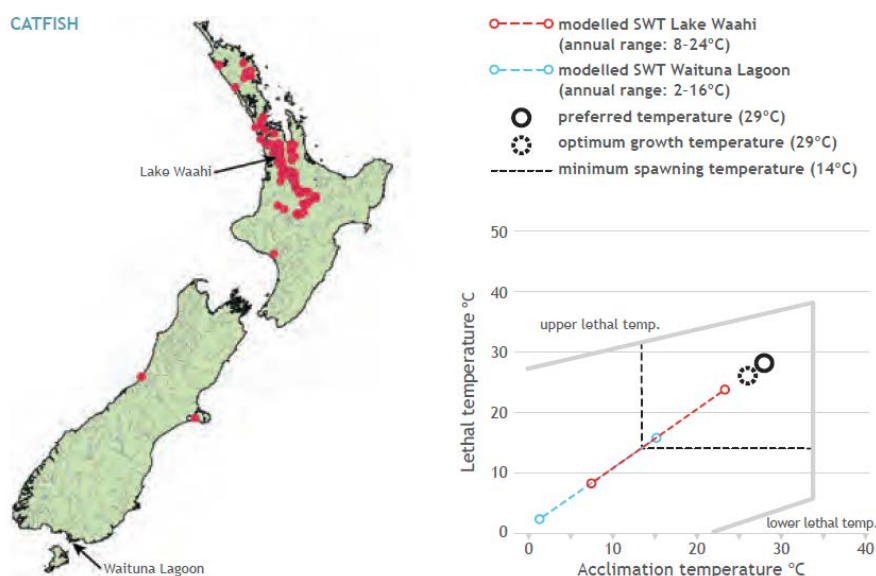 CATFISH
Lake Waahi
Waituna Lagoon
modelled SWT Lake Waahi
(annual range: 8–24°C)
modelled SWT Waituna Lagoon
(annual range: 2–16°C)
preferred temperature (29°C)
optimum growth temperature (29°C)
minimum spawning temperature (14°C)
Lethal temperature °C
50
40
30
20
10
0
upper lethal temp.
lower lethal temp.
0 10 20 30 40
Acclimation temperature °C